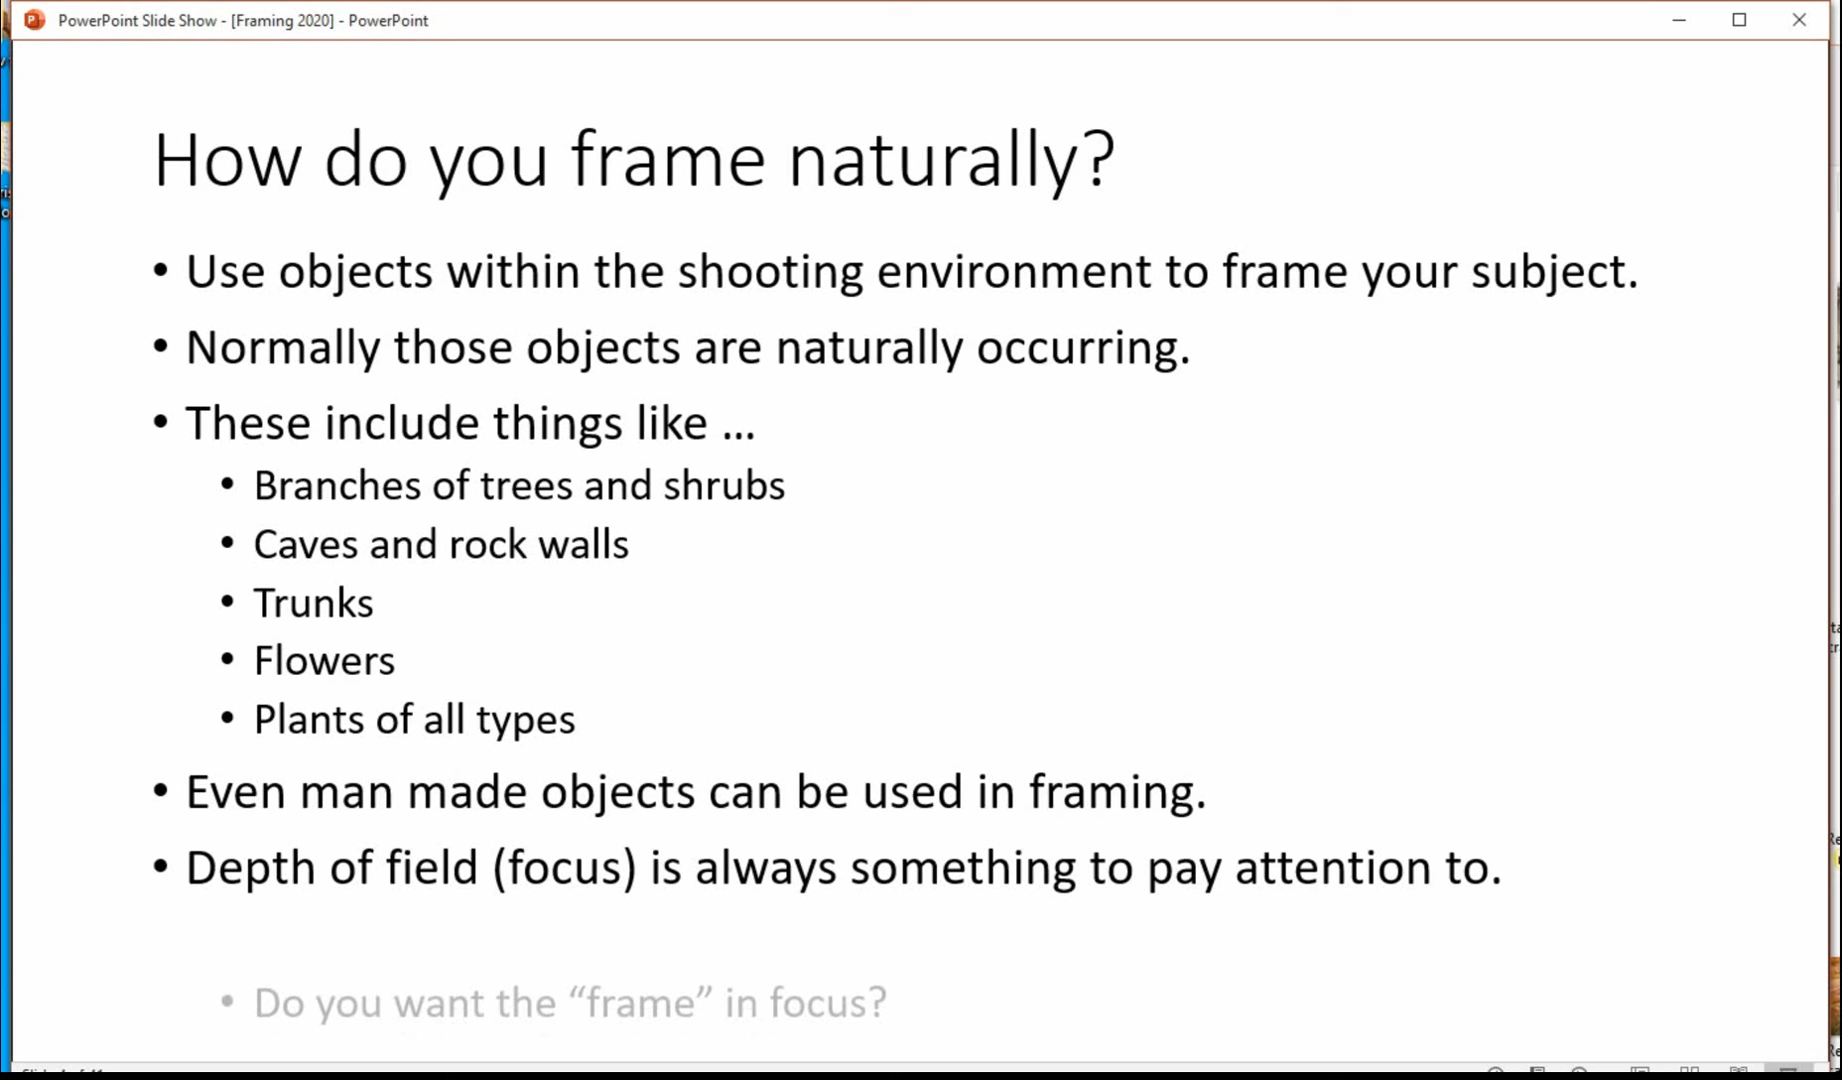 PowerPoint Slide Show - [Framing 2020] - PowerPoint
How do you frame naturally?
• Use objects within the shooting environment to frame your subject.
• Normally those objects are naturally occurring.
• These include things like ...
• Branches of trees and shrubs
• Caves and rock walls
• Trunks
• Flowers
• Plants of all types
• Even man made objects can be used in framing.
• Depth of field (focus) is always something to pay attention to.
• Do you want the “frame” in focus?